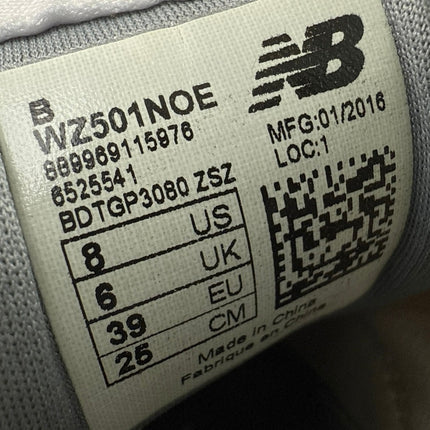 B
WZ501NOE
889969115976
6525541
BDTGP3080 ZSZ
NB
MFG:01/2016
LOC:1
8 US
6 UK
39 EU
25 CM
Made in China
Fabriqué en Chine